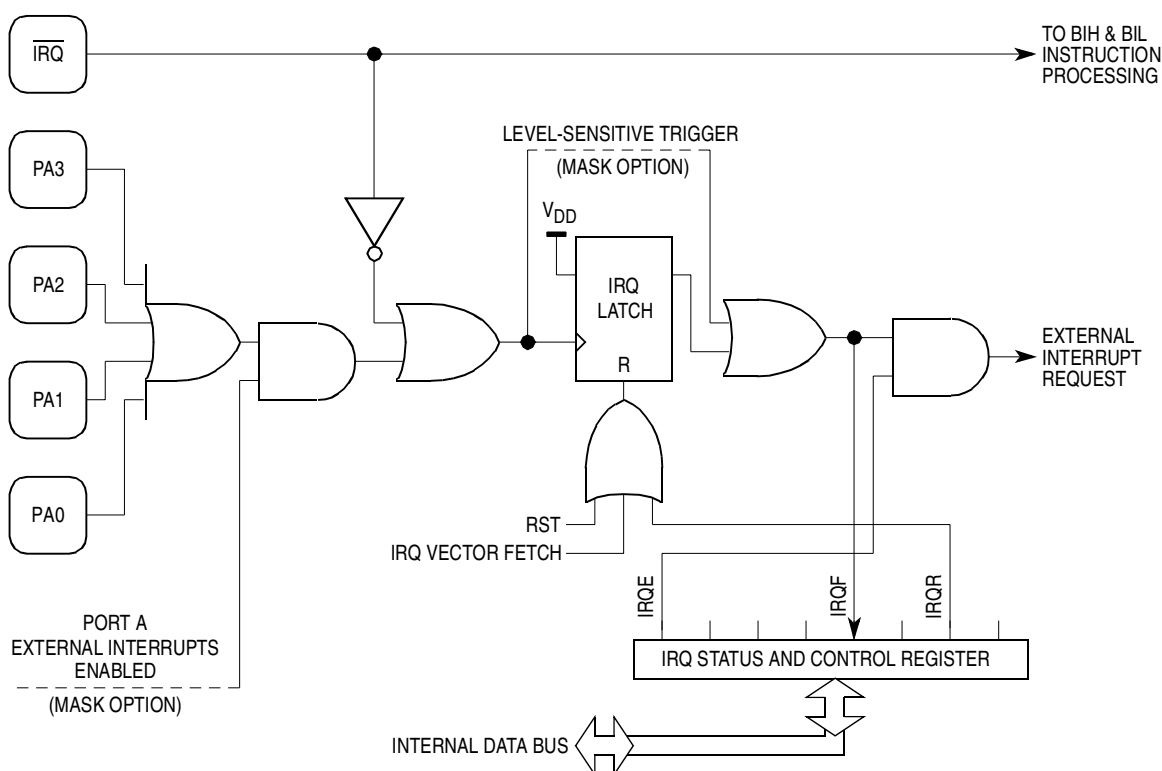 IRQ
TO BIH & BIL
INSTRUCTION
PROCESSING
PA3
LEVEL-SENSITIVE TRIGGER
(MASK OPTION)
VDD
PA2
IRQ
LATCH
R
EXTERNAL
INTERRUPT
REQUEST
PA1
PA0
RST
IRQ VECTOR FETCH
IRQE
IRQF
IRQR
PORT A
EXTERNAL INTERRUPTS
ENABLED
(MASK OPTION)
IRQ STATUS AND CONTROL REGISTER
INTERNAL DATA BUS